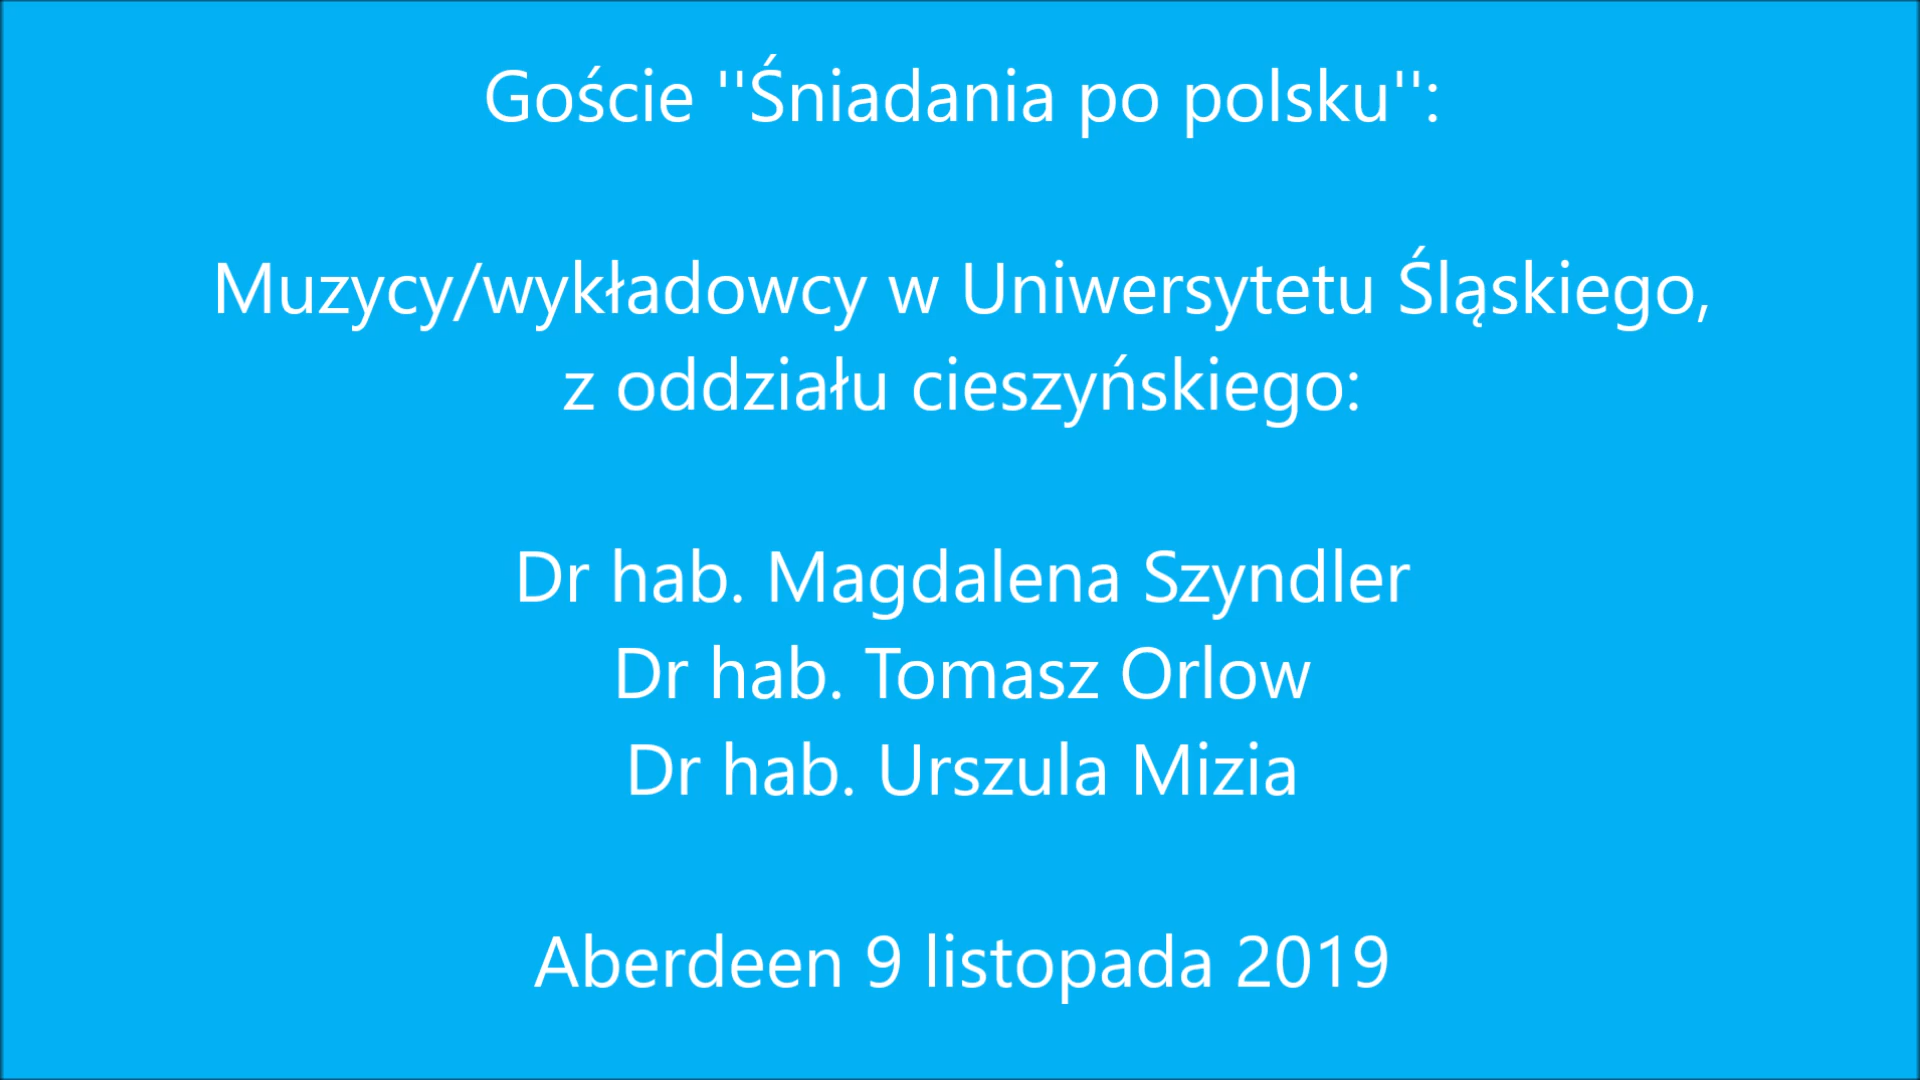 Goście ''Śniadania po polsku'':
Muzycy/wykładowcy w Uniwersytetu Śląskiego,
z oddziału cieszyńskiego:
Dr hab. Magdalena Szyndler
Dr hab. Tomasz Orlow
Dr hab. Urszula Mizia
Aberdeen 9 listopada 2019